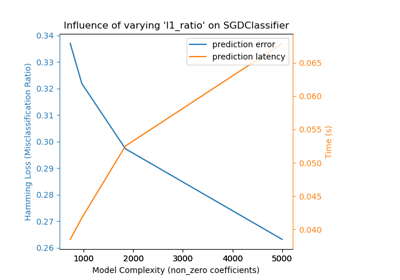 Influence of varying 'l1_ratio' on SGDClassifier
prediction error
prediction latency
0.34
0.33
0.32
0.31
0.30
0.29
0.28
0.27
0.26
Hamming Loss (Misclassification Ratio)
0.065
0.060
0.055
0.050
0.045
0.040
Time (s)
1000 2000 3000 4000 5000
Model Complexity (non_zero coefficients)